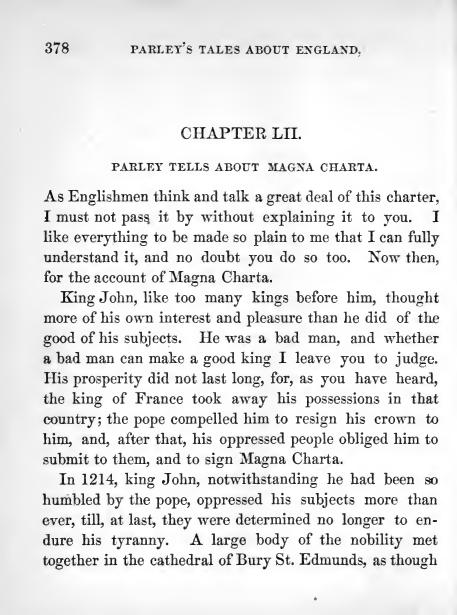 378 PARLEY'S TALES ABOUT ENGLAND.
CHAPTER LII.
PARLEY TELLS ABOUT MAGNA CHARTA.
As Englishmen think and talk a great deal of this charter,
I must not pass it by without explaining it to you. I
like everything to be made so plain to me that I can fully
understand it, and no doubt you do so too. Now then,
for the account of Magna Charta.
King John, like too many kings before him, thought
more of his own interest and pleasure than he did of the
good of his subjects. He was a bad man, and whether
a bad man can make a good king I leave you to judge.
His prosperity did not last long, for, as you have heard,
the king of France took away his possessions in that
country; the pope compelled him to resign his crown to
him, and, after that, his oppressed people obliged him to
submit to them, and to sign Magna Charta.
In 1214, king John, notwithstanding he had been so
humbled by the pope, oppressed his subjects more than
ever, till, at last, they were determined no longer to en-
dure his tyranny. A large body of the nobility met
together in the cathedral of Bury St. Edmunds, as though